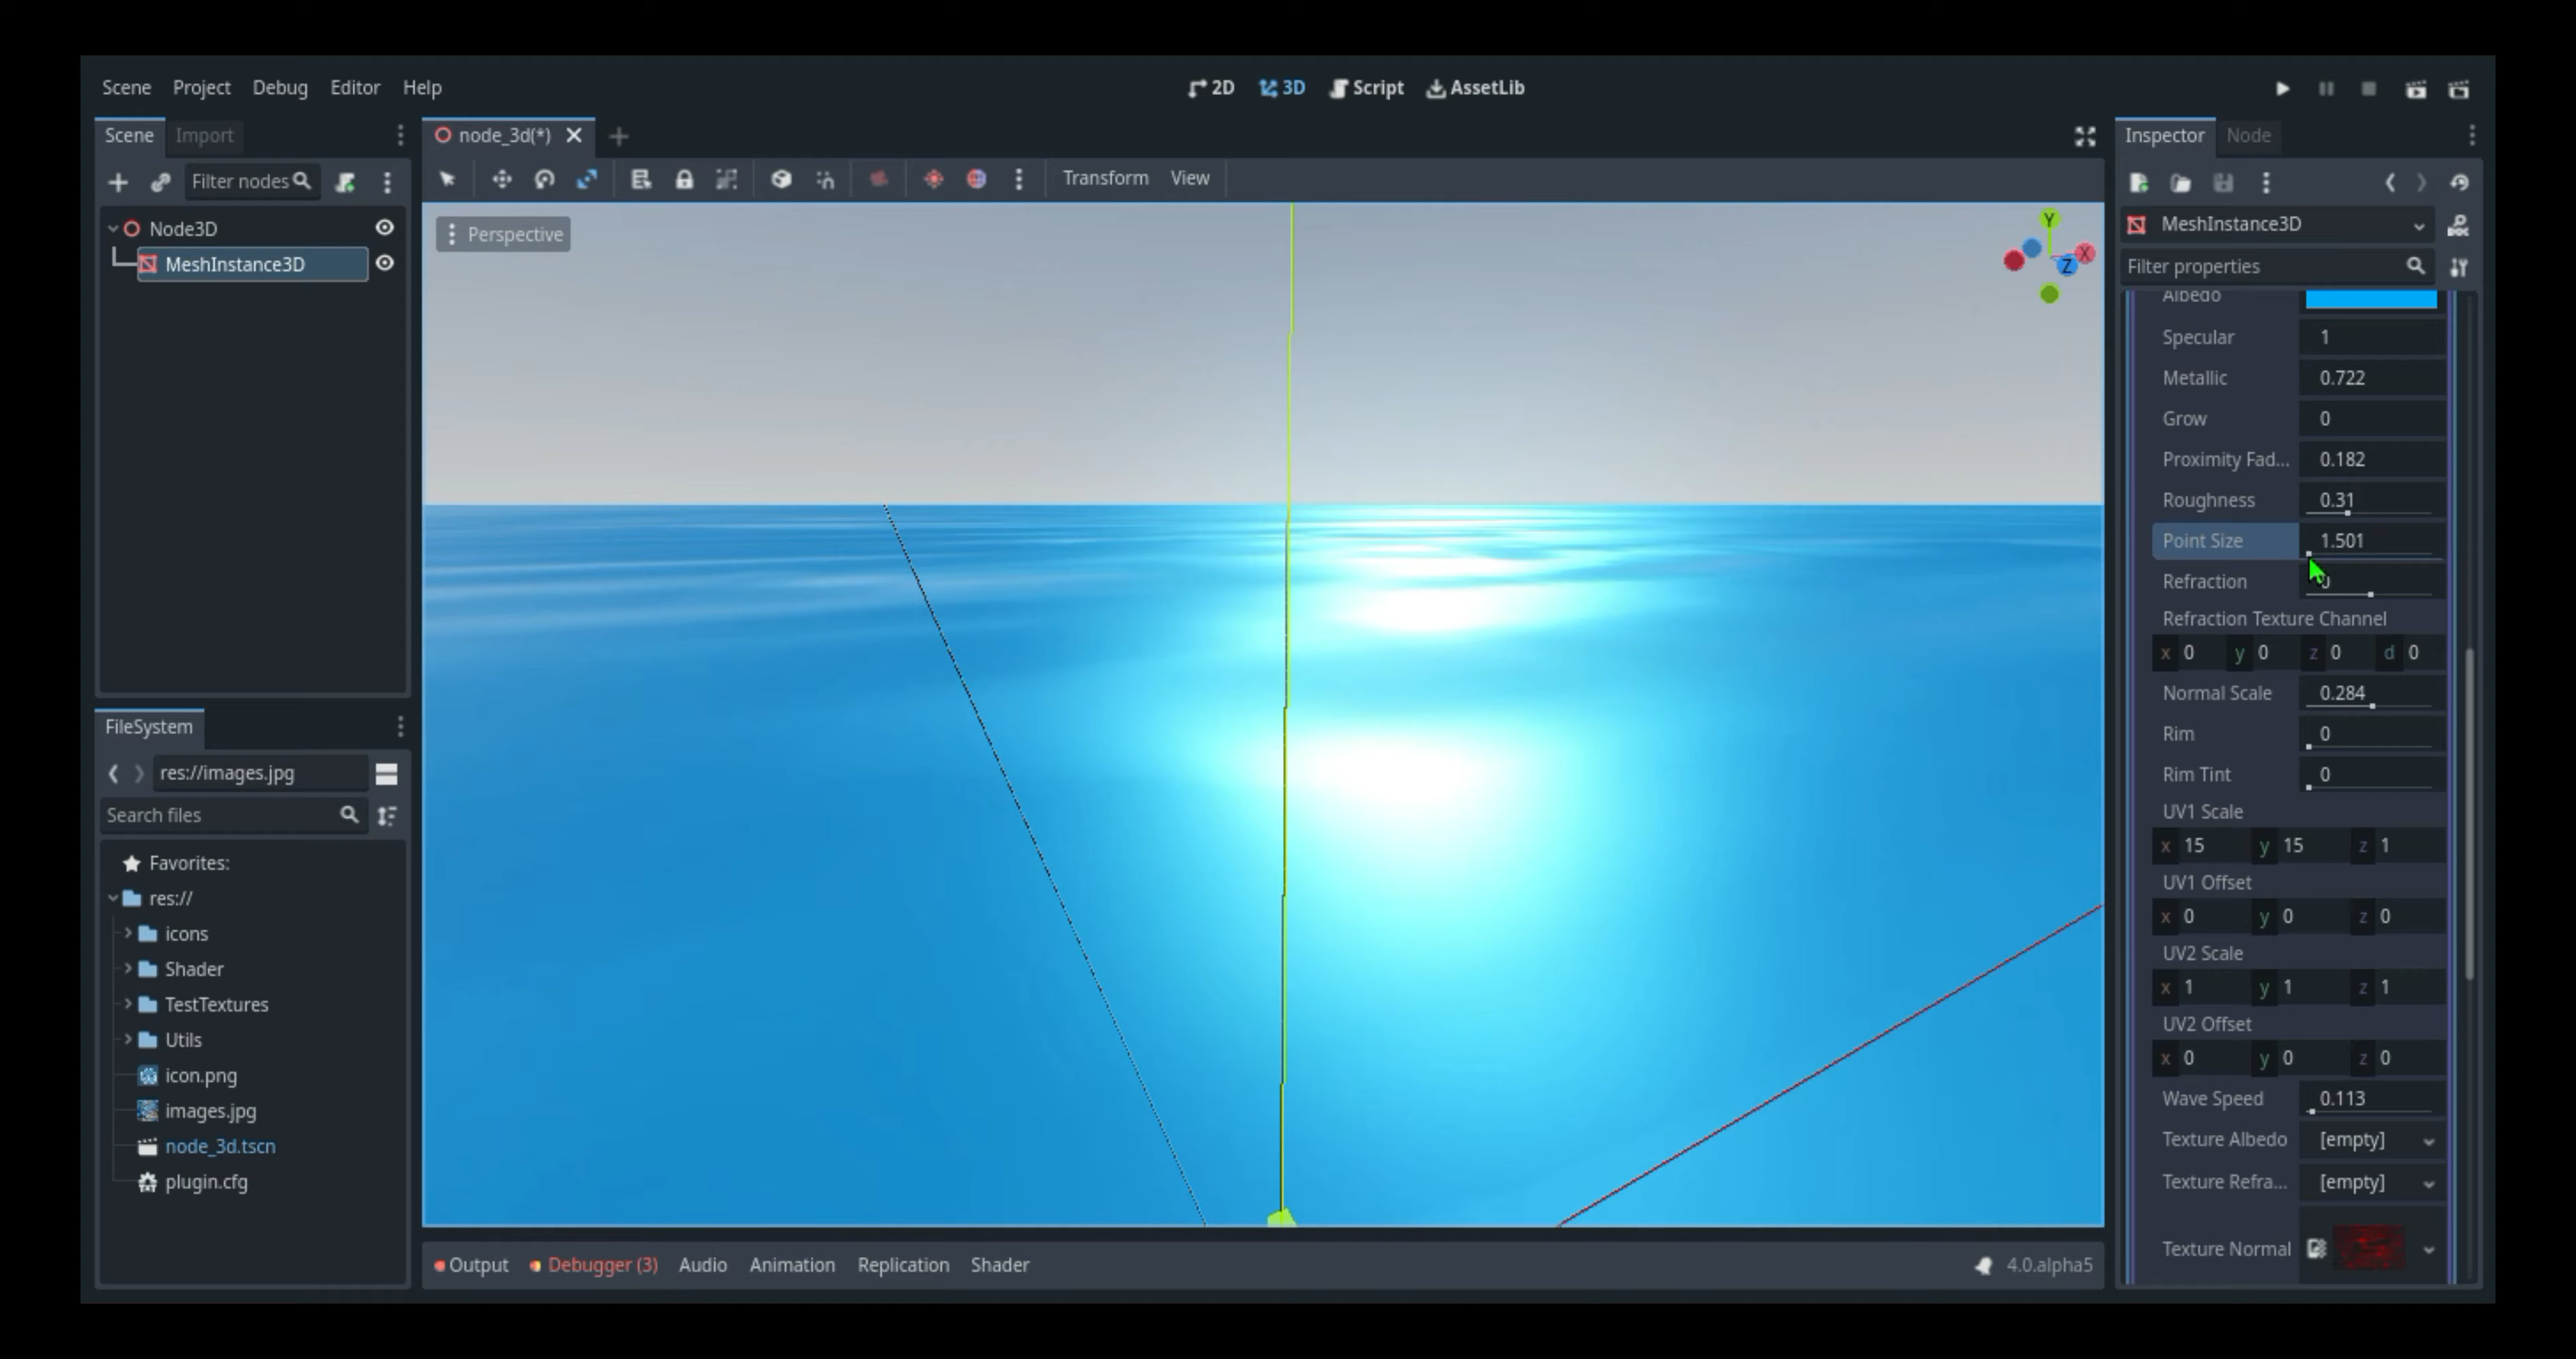 Scene Project Debug Editor Help
2D 3D Script AssetLib
Scene Import
Filter nodes
Node3D
MeshInstance3D
FileSystem
res://images.jpg
Search files
Favorites:
res://
icons
Shader
TestTextures
Utils
icon.png
images.jpg
node_3d.tscn
plugin.cfg
node_3d(*)
Transform View
Perspective
Y
X
Z
Output Debugger (3) Audio Animation Replication Shader
4.0.alpha5
Inspector Node
MeshInstance3D
Filter properties
Albedo
Specular 1
Metallic 0.722
Grow 0
Proximity Fad... 0.182
Roughness 0.31
Point Size 1.501
Refraction 0
Refraction Texture Channel
x 0 y 0 z 0 d 0
Normal Scale 0.284
Rim 0
Rim Tint 0
UV1 Scale
x 15 y 15 z 1
UV1 Offset
x 0 y 0 z 0
UV2 Scale
x 1 y 1 z 1
UV2 Offset
x 0 y 0 z 0
Wave Speed 0.113
Texture Albedo [empty]
Texture Refra... [empty]
Texture Normal